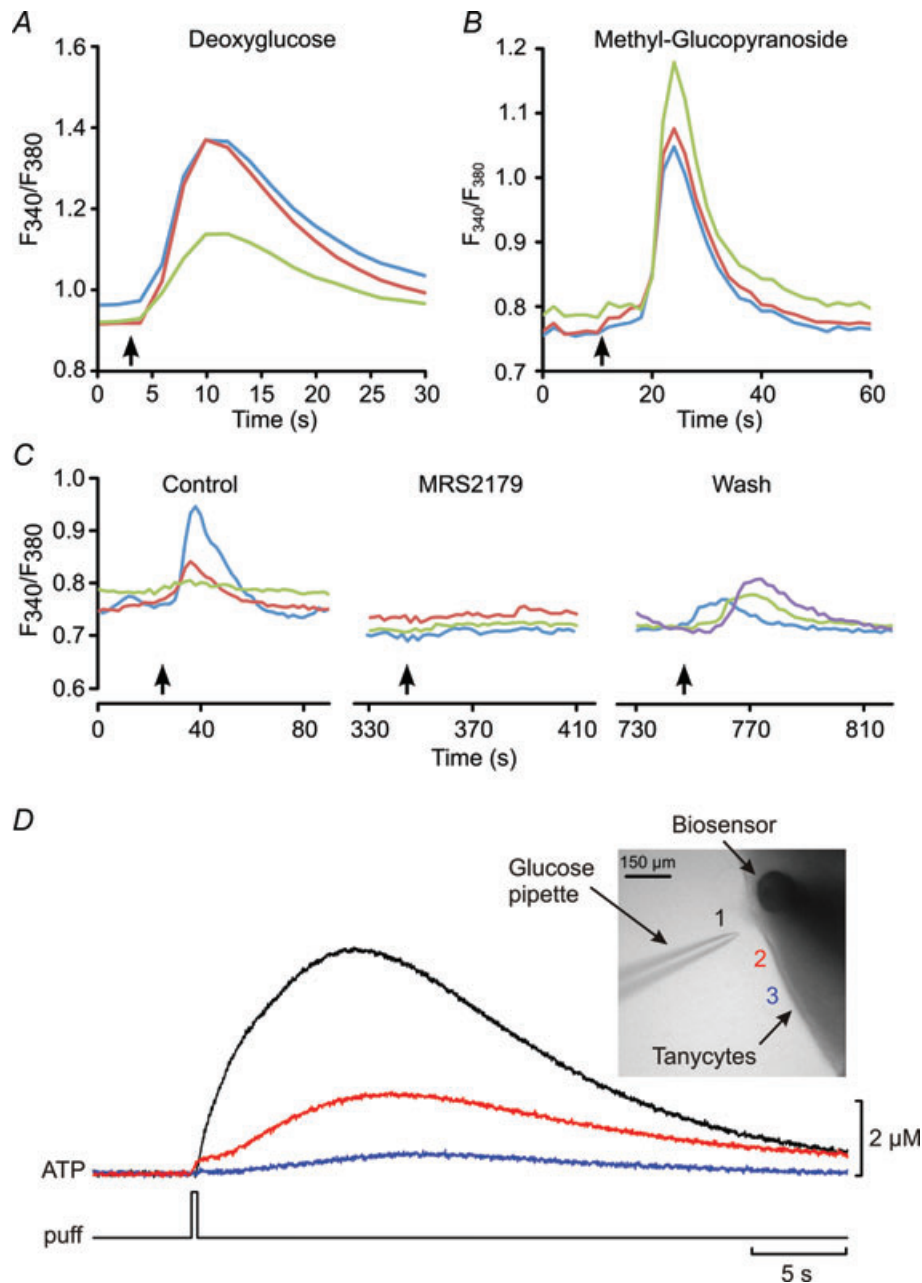 A
Deoxyglucose
F340/F380
1.6
1.4
1.2
1.0
0.8
0 5 10 15 20 25 30
Time (s)
B
Methyl-Glucopyranoside
F340/F380
1.2
1.1
1.0
0.9
0.8
0.7
0 20 40 60
Time (s)
C
Control
MRS2179
Wash
F340/F380
1.0
0.9
0.8
0.7
0.6
0 40 80
330 370 410
730 770 810
Time (s)
D
Biosensor
150 µm
Glucose
pipette
1
2
3
Tanycytes
2 µM
ATP
puff
5 s